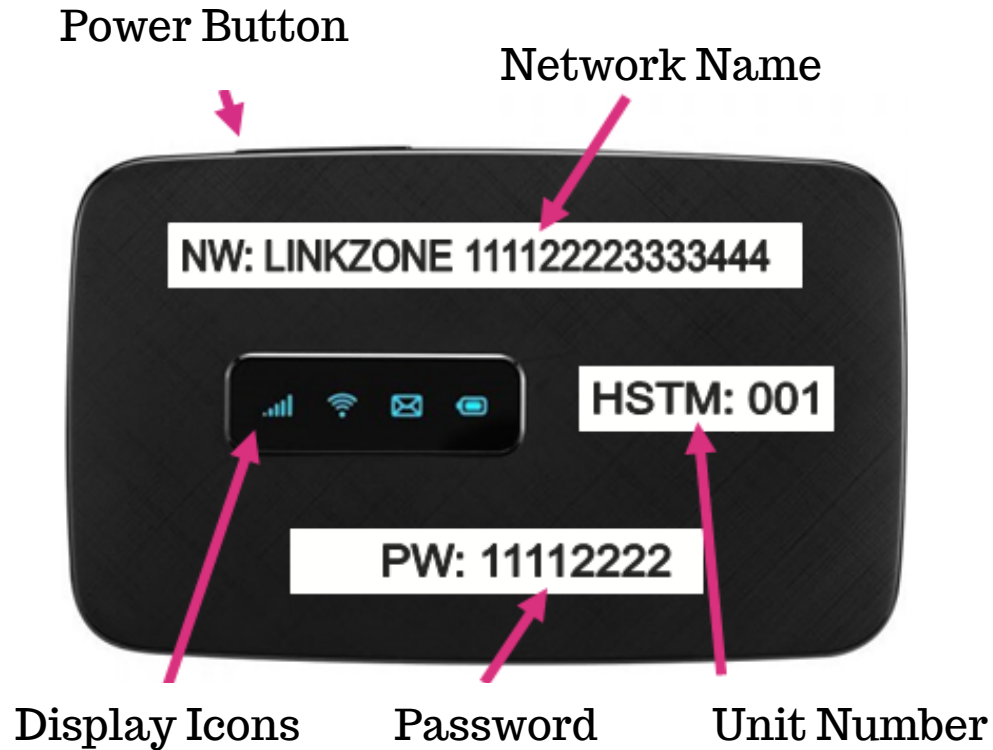 Power Button
Network Name
NW: LINKZONE 111122223333444
HSTM: 001
PW: 11112222
Display Icons
Password
Unit Number